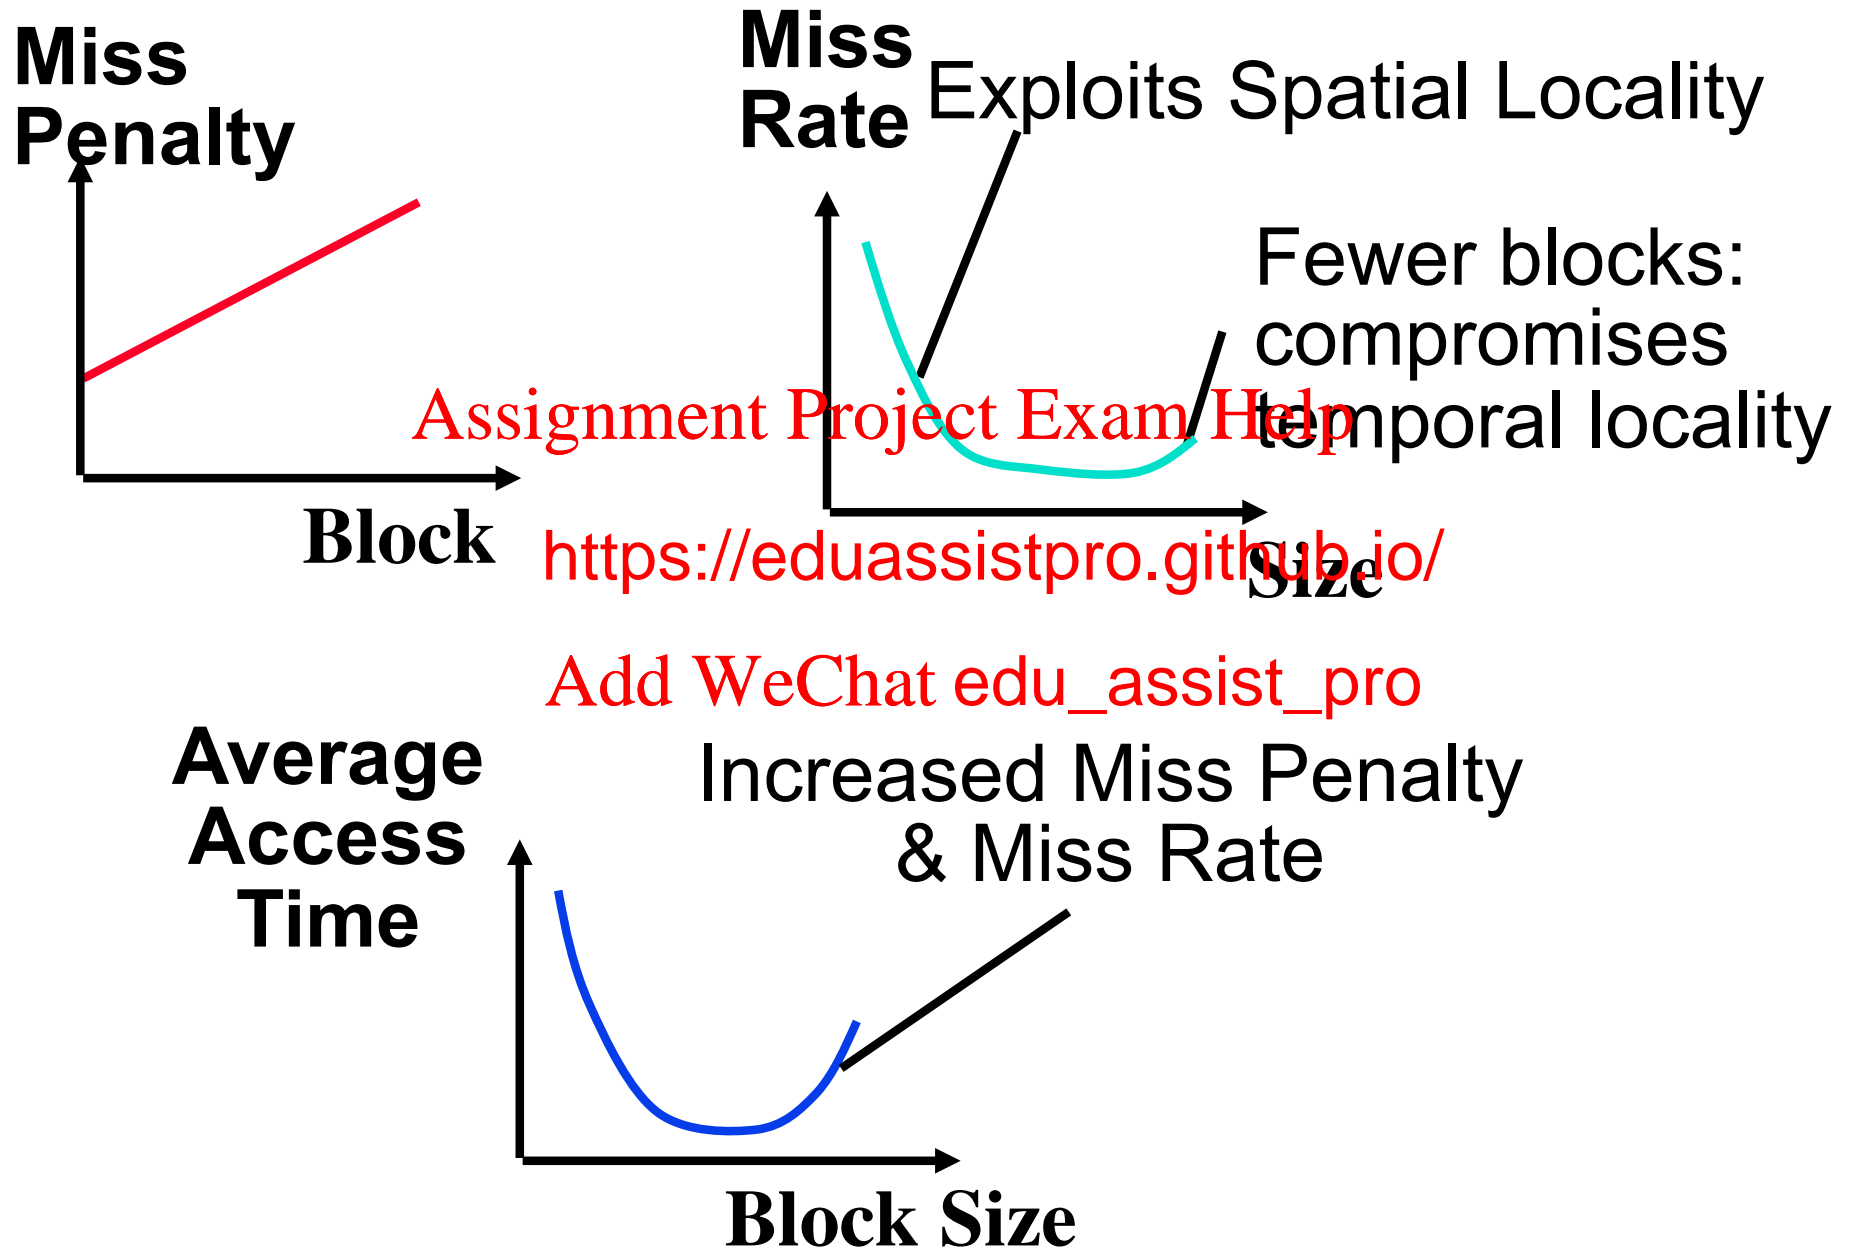 Miss
Penalty
Miss
Rate
Exploits Spatial Locality
Fewer blocks:
compromises
temporal locality
Assignment Project Exam Help
Block
https://eduassistpro.github.io/
Size
Add WeChat edu_assist_pro
Average
Access
Time
Increased Miss Penalty
& Miss Rate
Block Size